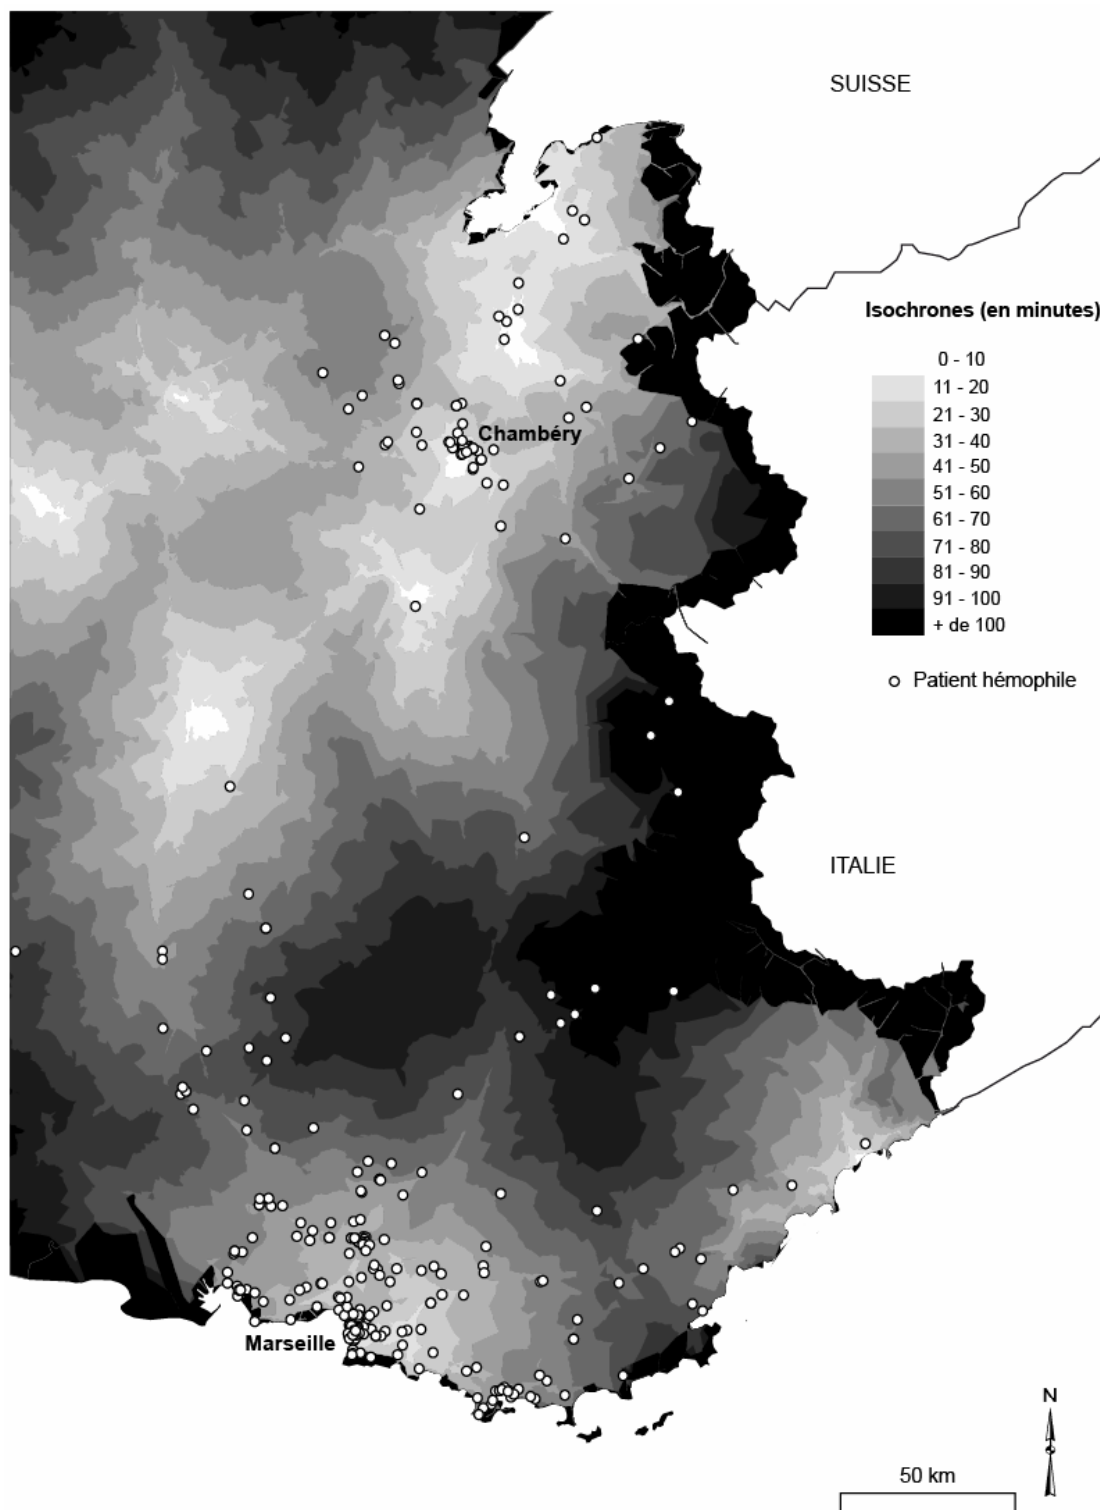 SUISSE
Isochrones (en minutes)
0 - 10
11 - 20
21 - 30
31 - 40
41 - 50
51 - 60
61 - 70
71 - 80
81 - 90
91 - 100
+ de 100
Patient hémophile
Chambéry
ITALIE
Marseille
N
50 km